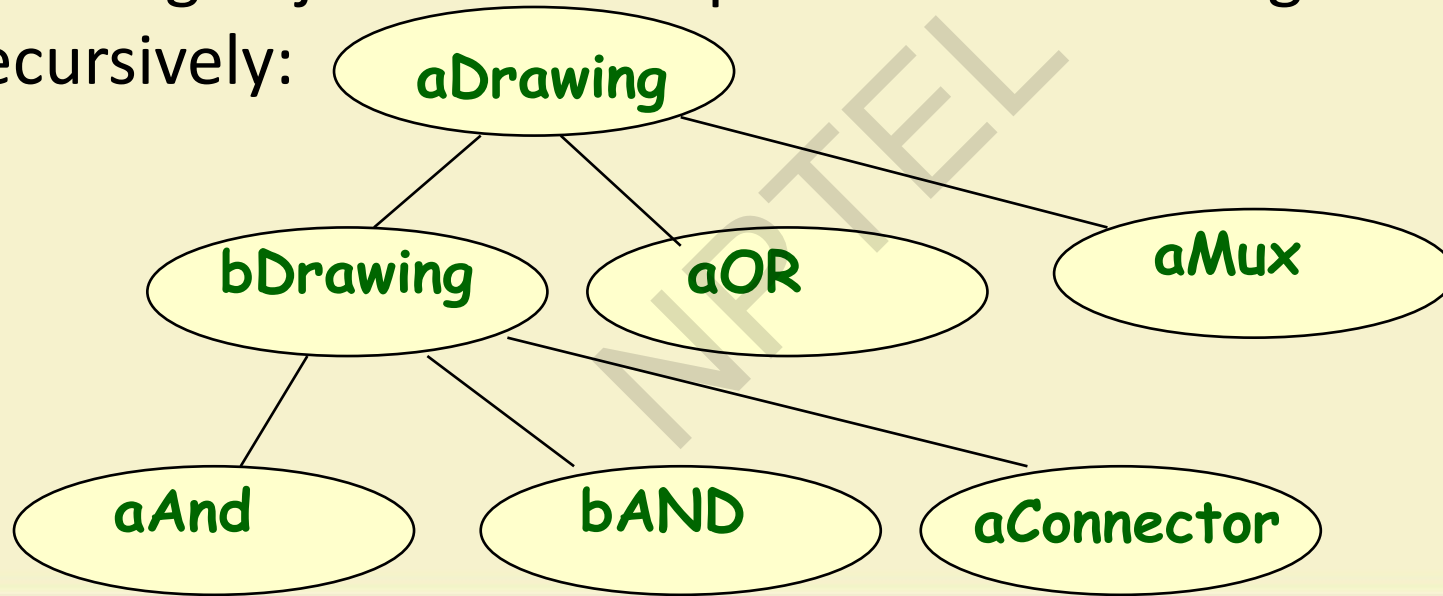 ecursively:
aDrawing
bDrawing
aOR
aMux
aAnd
bAND
aConnector
NPTEL